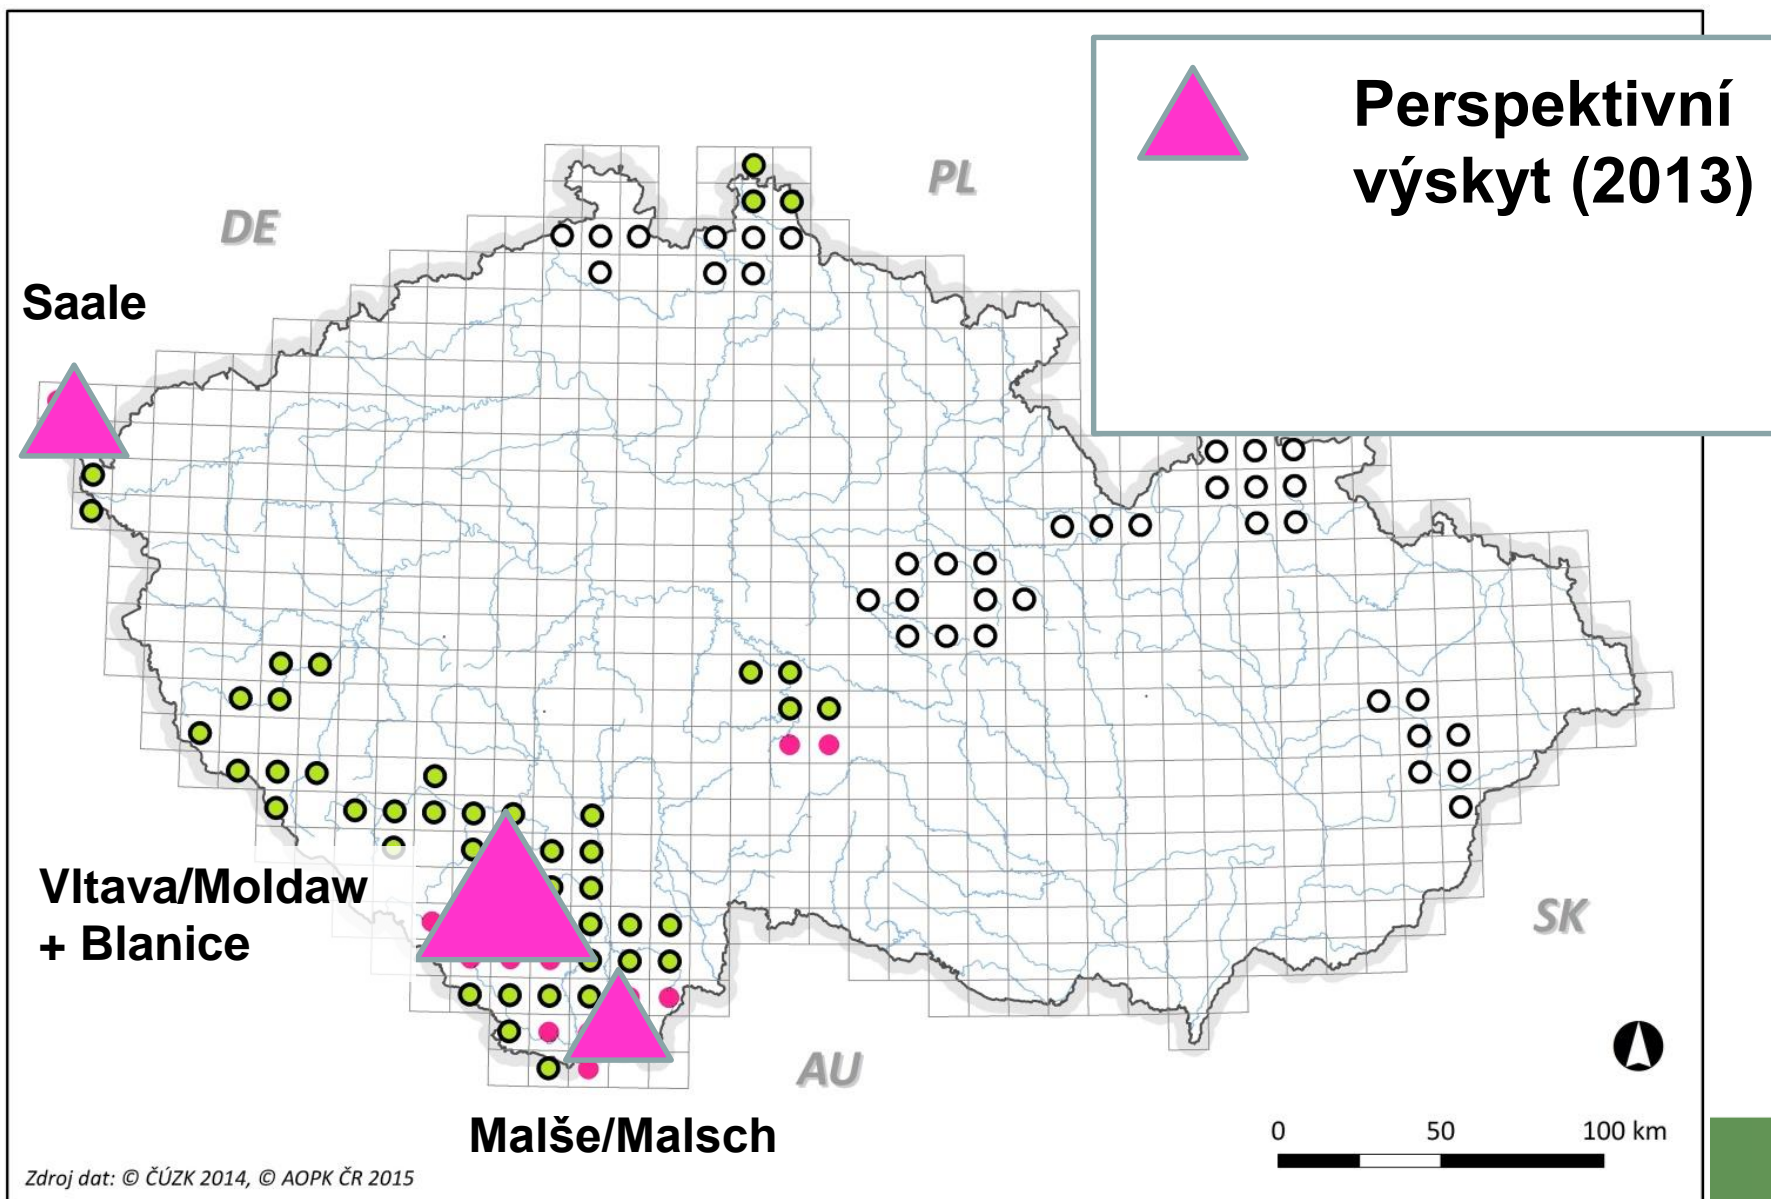 Perspektivní
výskyt (2013)
PL
DE
Saale
Vltava/Moldaw
+ Blanice
SK
AU
Malše/Malsch
0 50 100 km
Zdroj dat: © ČÚZK 2014, © AOPK ČR 2015